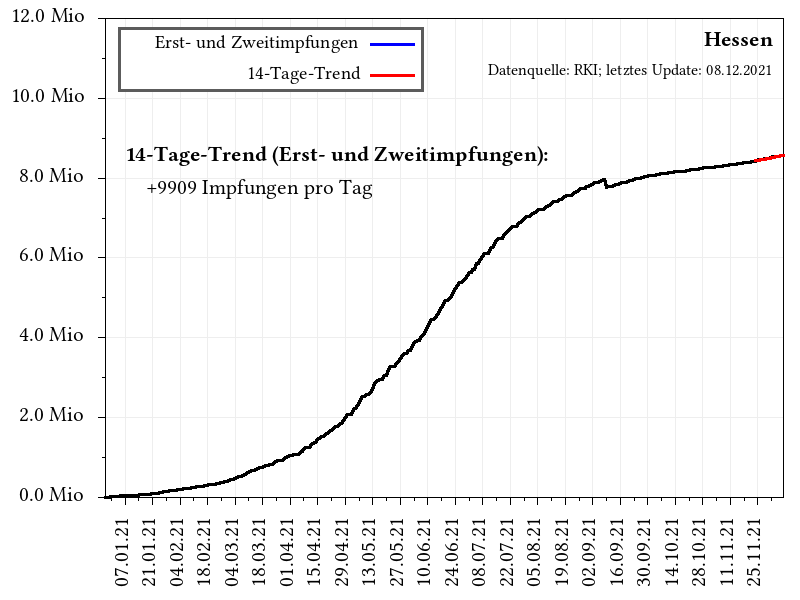 12.0 Mio
10.0 Mio
8.0 Mio
6.0 Mio
4.0 Mio
2.0 Mio
0.0 Mio
Erst- und Zweitimpfungen
14-Tage-Trend
Hessen
Datenquelle: RKI; letztes Update: 08.12.2021
14-Tage-Trend (Erst- und Zweitimpfungen):
+9909 Impfungen pro Tag
07.01.21
21.01.21
04.02.21
18.02.21
04.03.21
18.03.21
01.04.21
15.04.21
29.04.21
13.05.21
27.05.21
10.06.21
24.06.21
08.07.21
22.07.21
05.08.21
19.08.21
02.09.21
16.09.21
30.09.21
14.10.21
28.10.21
11.11.21
25.11.21